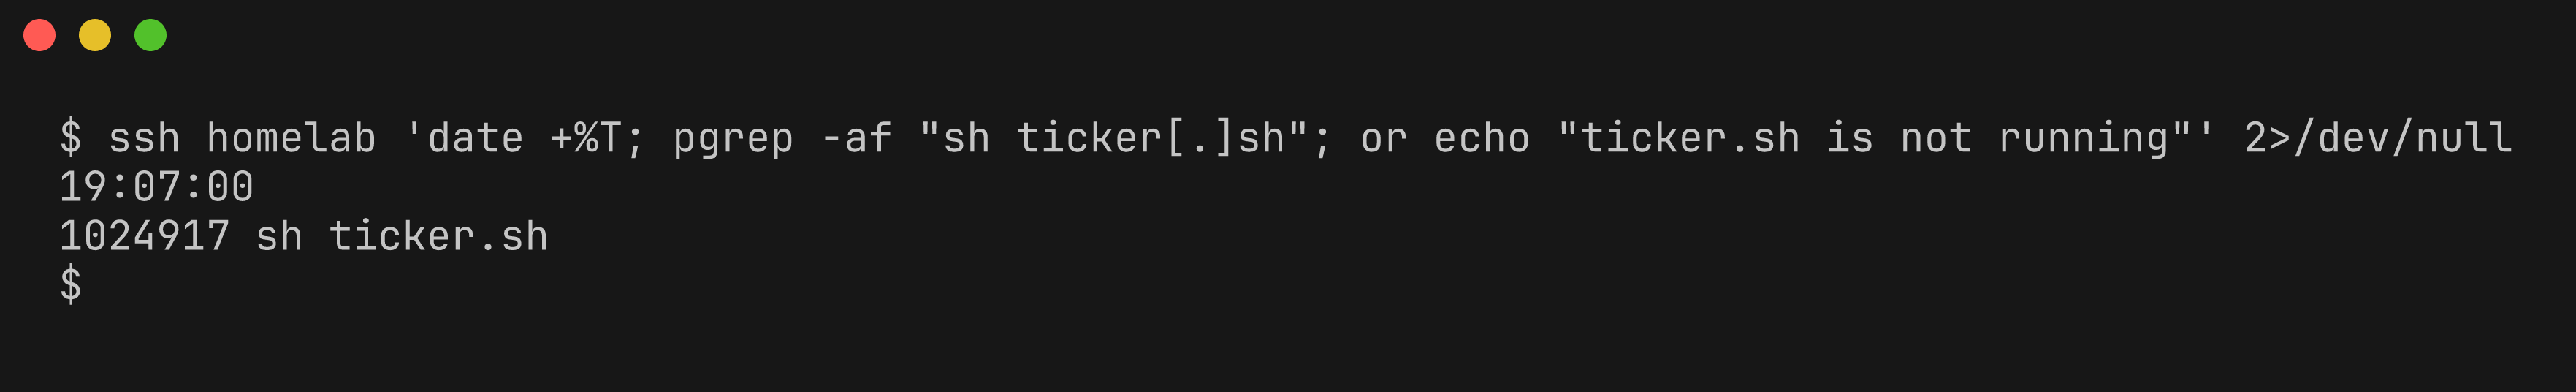 $ ssh homelab 'date +%T; pgrep -af "sh ticker[.]sh"; or echo "ticker.sh is not running"' 2>/dev/null
19:07:00
1024917 sh ticker.sh
$